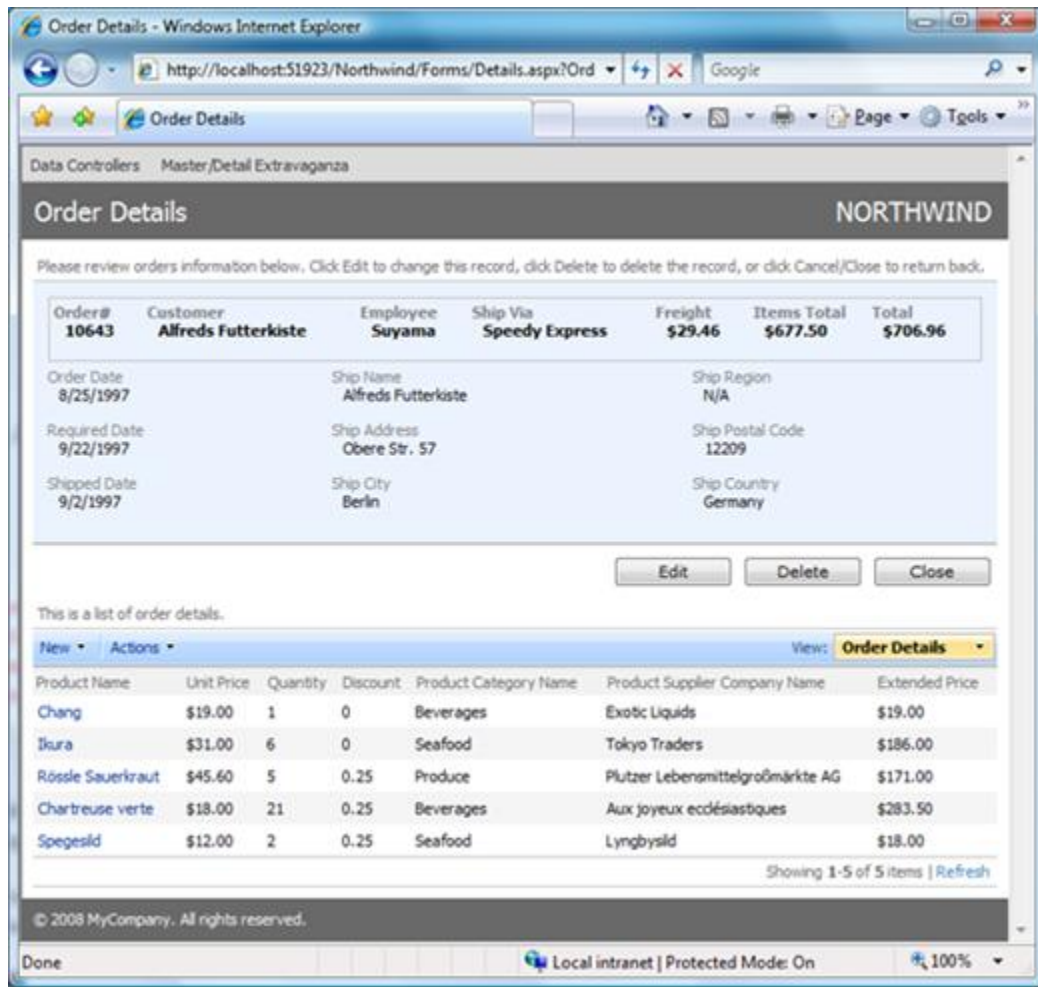 Order Details - Windows Internet Explorer
http://localhost:51923/Northwind/Forms/Details.aspx?Ord Google
Order Details Page Tools
Data Controllers Master/Detail Extravaganza
Order Details NORTHWIND
Please review orders information below. Click Edit to change this record, click Delete to delete the record, or click Cancel/Close to return back.
Order# Customer Employee Ship Via Freight Items Total Total
10643 Alfreds Futterkiste Suyama Speedy Express $29.46 $677.50 $706.96
Order Date Ship Name Ship Region
8/25/1997 Alfreds Futterkiste N/A
Required Date Ship Address Ship Postal Code
9/22/1997 Obere Str. 57 12209
Shipped Date Ship City Ship Country
9/2/1997 Berlin Germany
Edit Delete Close
This is a list of order details.
New Actions View: Order Details
Product Name Unit Price Quantity Discount Product Category Name Product Supplier Company Name Extended Price
Chang $19.00 1 0 Beverages Exotic Liquids $19.00
Ikura $31.00 6 0 Seafood Tokyo Traders $186.00
Rössle Sauerkraut $45.60 5 0.25 Produce Plutzer Lebensmittelgroßmärkte AG $171.00
Chartreuse verte $18.00 21 0.25 Beverages Aux joyeux ecclésiastiques $283.50
Spegesild $12.00 2 0.25 Seafood Lyngbysild $18.00
Showing 1-5 of 5 items | Refresh
© 2008 MyCompany. All rights reserved.
Done Local intranet | Protected Mode: On 100%